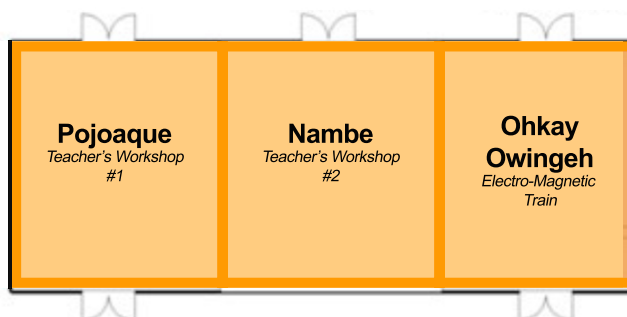 Pojoaque
Teacher's Workshop
#1
Nambe
Teacher's Workshop
#2
Ohkay
Owingeh
Electro-Magnetic
Train